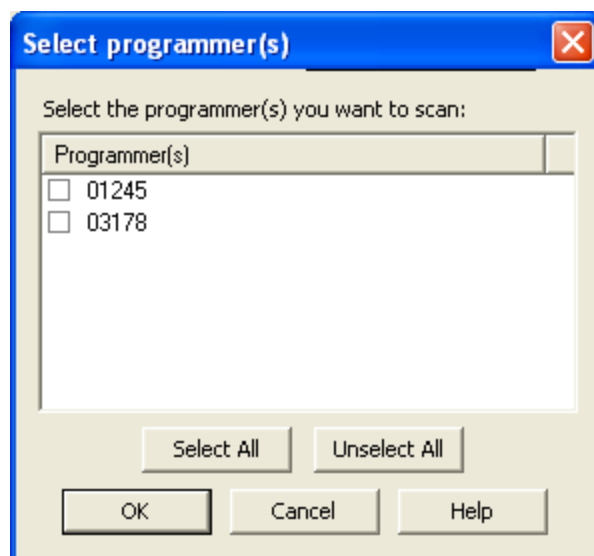 Select programmer(s)
Select the programmer(s) you want to scan:
Programmer(s)
01245
03178
Select All Unselect All
OK Cancel Help